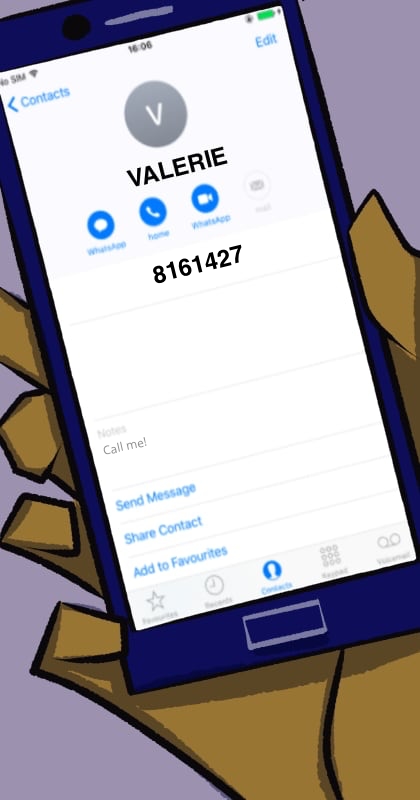 No SIM
16:06
Contacts
Edit
V
VALERIE
WhatsApp
home
WhatsApp
mail
8161427
Notes
Call me!
Send Message
Share Contact
Add to Favourites
Favourites
Recents
Contacts
Keypad
Voicemail